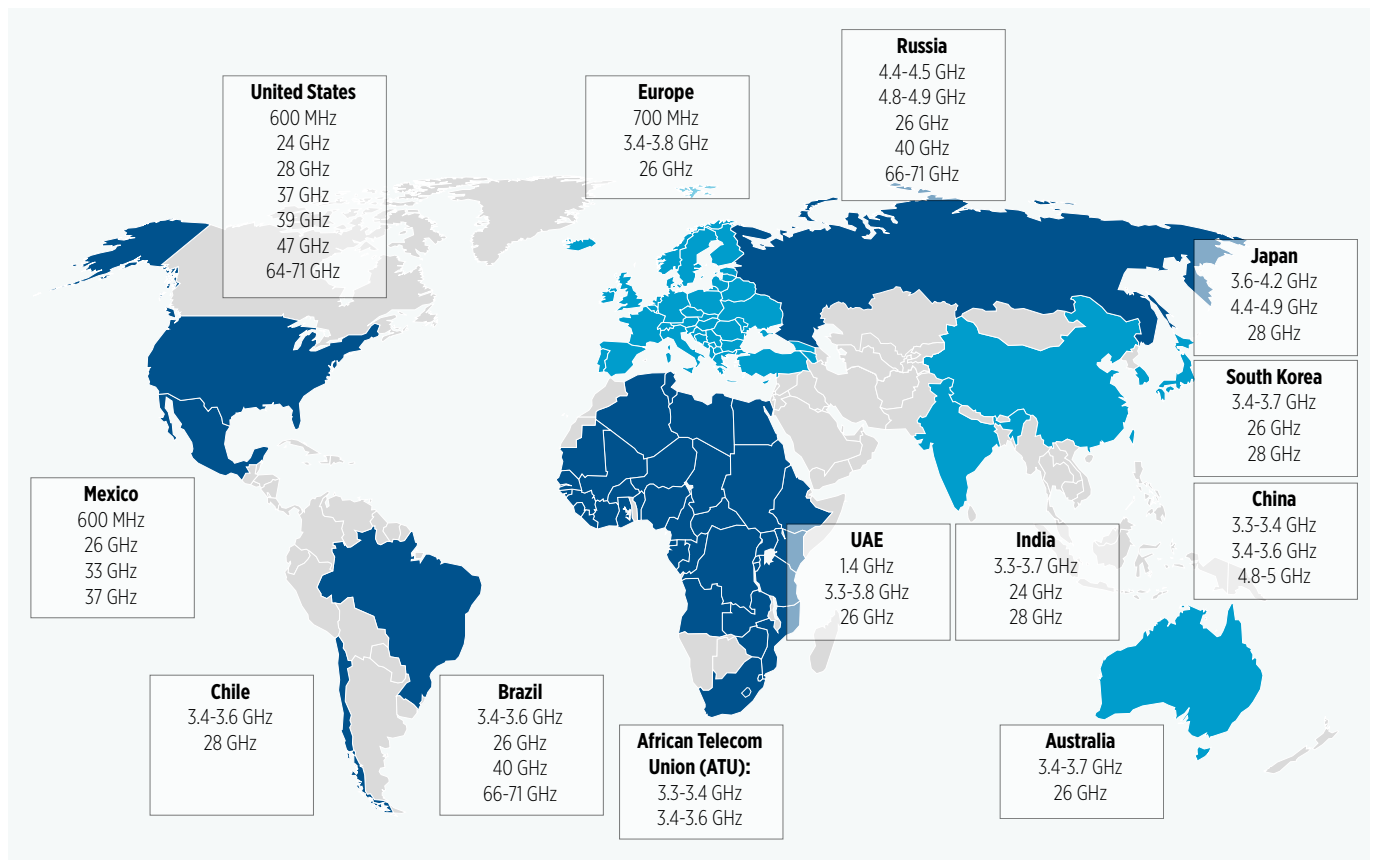 United States
600 MHz
24 GHz
28 GHz
37 GHz
39 GHz
47 GHz
64-71 GHz
Europe
700 MHz
3.4-3.8 GHz
26 GHz
Russia
4.4-4.5 GHz
4.8-4.9 GHz
26 GHz
40 GHz
66-71 GHz
Japan
3.6-4.2 GHz
4.4-4.9 GHz
28 GHz
South Korea
3.4-3.7 GHz
26 GHz
28 GHz
Mexico
600 MHz
26 GHz
33 GHz
37 GHz
China
3.3-3.4 GHz
3.4-3.6 GHz
4.8-5 GHz
UAE
1.4 GHz
3.3-3.8 GHz
26 GHz
India
3.3-3.7 GHz
24 GHz
28 GHz
Chile
3.4-3.6 GHz
28 GHz
Brazil
3.4-3.6 GHz
26 GHz
40 GHz
66-71 GHz
African Telecom
Union (ATU):
3.3-3.4 GHz
3.4-3.6 GHz
Australia
3.4-3.7 GHz
26 GHz